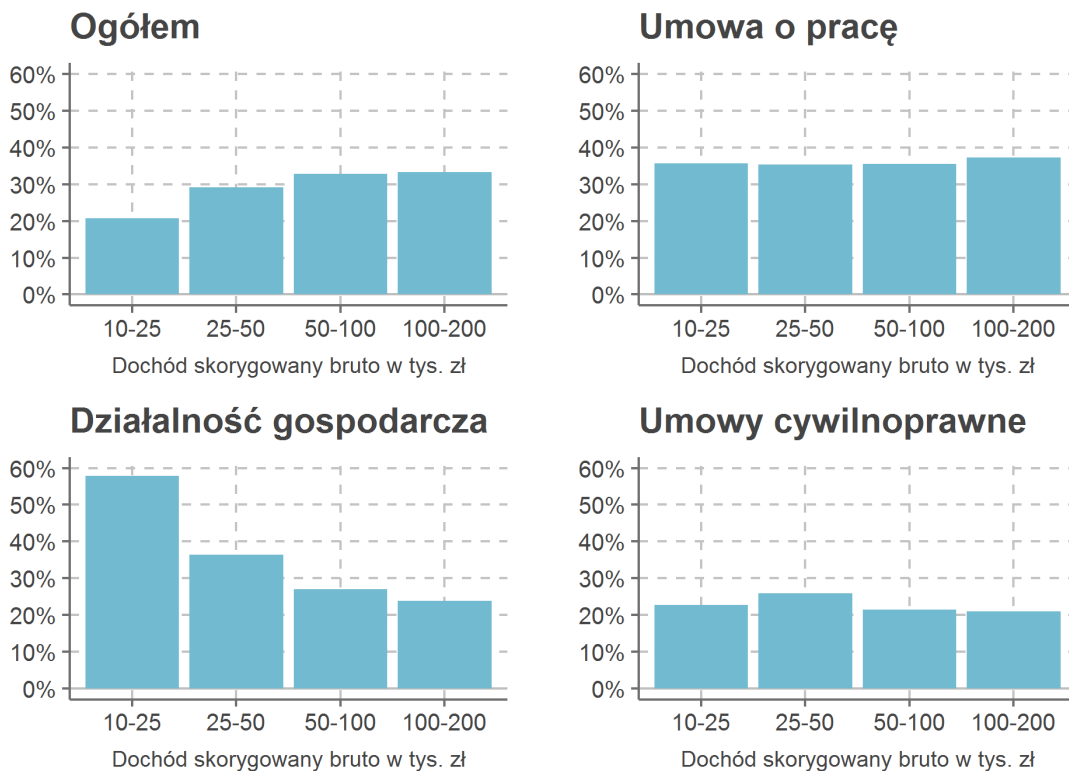 Ogółem
60%
50%
40%
30%
20%
10%
0%
10-25 25-50 50-100 100-200
Dochód skorygowany bruto w tys. zł
Umowa o pracę
60%
50%
40%
30%
20%
10%
0%
10-25 25-50 50-100 100-200
Dochód skorygowany bruto w tys. zł
Działalność gospodarcza
60%
50%
40%
30%
20%
10%
0%
10-25 25-50 50-100 100-200
Dochód skorygowany bruto w tys. zł
Umowy cywilnoprawne
60%
50%
40%
30%
20%
10%
0%
10-25 25-50 50-100 100-200
Dochód skorygowany bruto w tys. zł